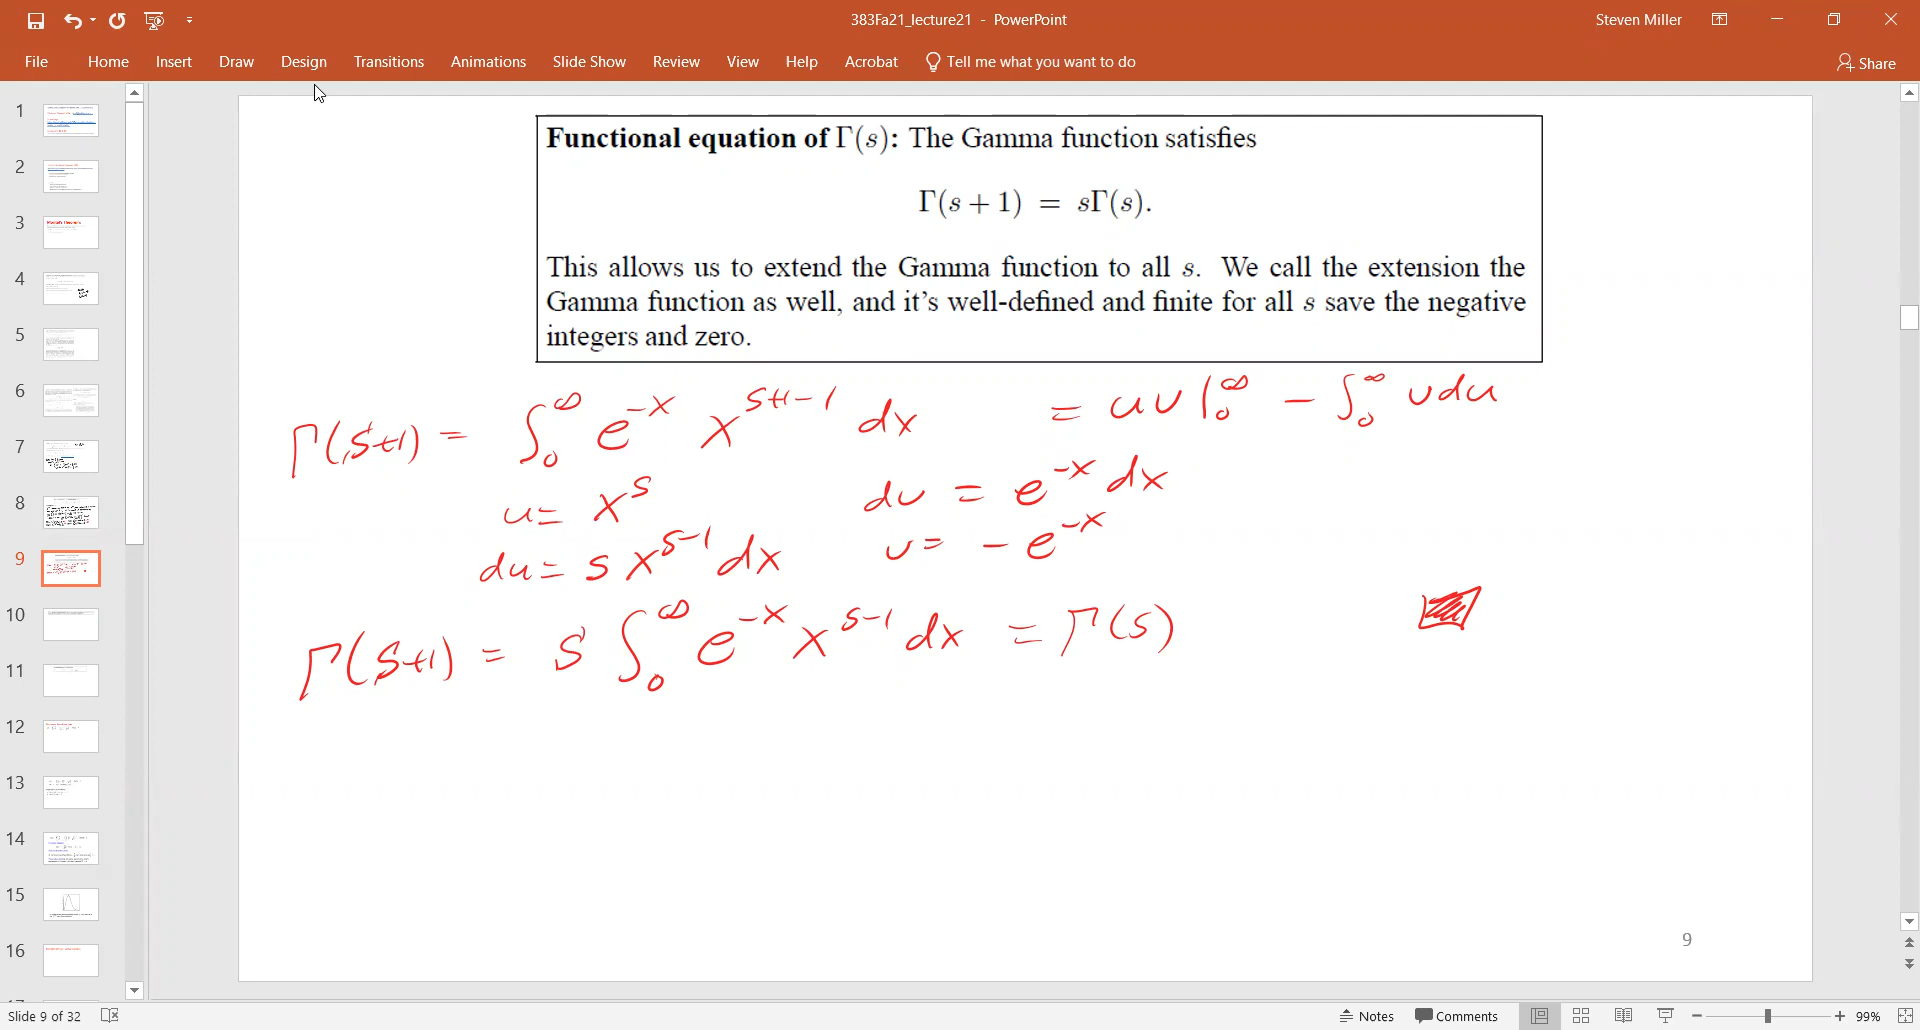 383Fa21_lecture21 - PowerPoint
Steven Miller
File Home Insert Draw Design Transitions Animations Slide Show Review View Help Acrobat Tell me what you want to do Share
Functional equation of Γ(s): The Gamma function satisfies
Γ(s + 1) = sΓ(s).
This allows us to extend the Gamma function to all s. We call the extension the
Gamma function as well, and it's well-defined and finite for all s save the negative
integers and zero.
Γ(s+1) = ∫₀^∞ e^{-x} x^{s+1-1} dx = uv |₀^∞ - ∫₀^∞ v du
u = x^s dv = e^{-x} dx
du = s x^{s-1} dx v = - e^{-x}
Γ(s+1) = s ∫₀^∞ e^{-x} x^{s-1} dx = Γ(s)
9
1
2
3
4
5
6
7
8
9
10
11
12
13
14
15
16
Slide 9 of 32
Notes Comments 99%